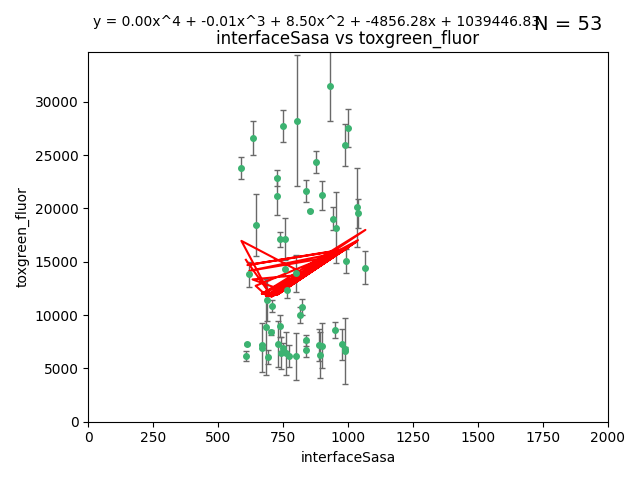 y = 0.00x^4 + -0.01x^3 + 8.50x^2 + -4856.28x + 1039446.83
N = 53
interfaceSasa vs toxgreen_fluor
toxgreen_fluor
30000
25000
20000
15000
10000
5000
0
0 250 500 750 1000 1250 1500 1750 2000
interfaceSasa